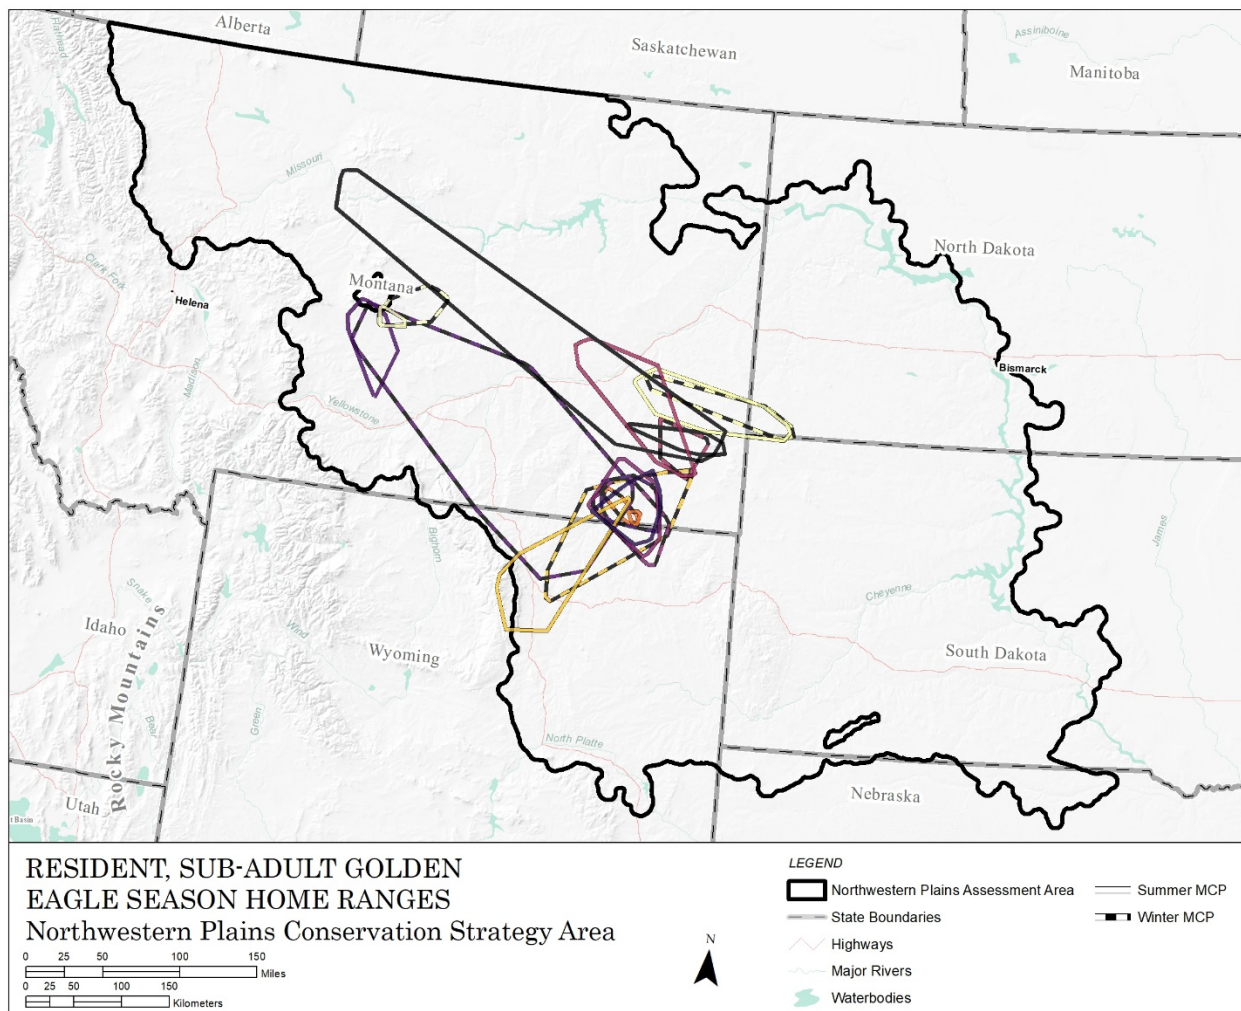 Alberta
Saskatchewan
Assiniboine
Manitoba
Flathead
Missouri
North Dakota
Montana
Clark Fork
Helena
Madison
Bismarck
Yellowstone
Bighorn
James
Snake
Cheyenne
Idaho
Wind
Wyoming
South Dakota
Rocky Mountains
Green
Bear
North Platte
Utah
Nebraska
t Basin
RESIDENT, SUB-ADULT GOLDEN
EAGLE SEASON HOME RANGES
Northwestern Plains Conservation Strategy Area
0 25 50 100 150
Miles
0 25 50 100 150
Kilometers
N
LEGEND
Northwestern Plains Assessment Area
State Boundaries
Highways
Major Rivers
Waterbodies
Summer MCP
Winter MCP